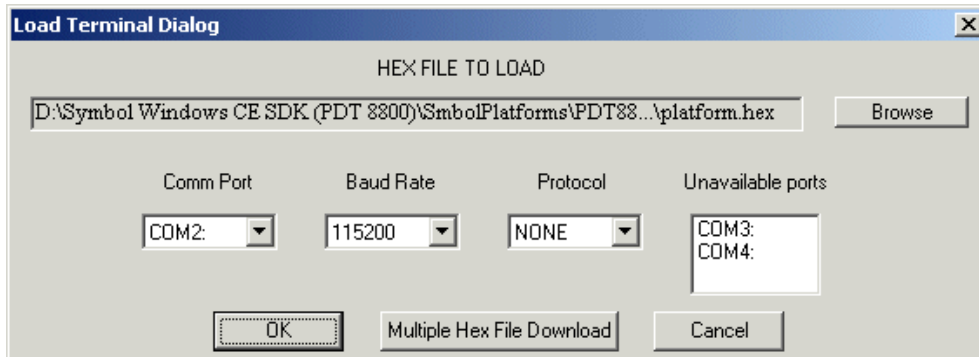 Load Terminal Dialog
HEX FILE TO LOAD
D:\Symbol Windows CE SDK (PDT 8800)\SmbolPlatforms\PDT88...\platform.hex
Browse
Comm Port Baud Rate Protocol Unavailable ports
COM2: 115200 NONE COM3:
COM4:
OK Multiple Hex File Download Cancel